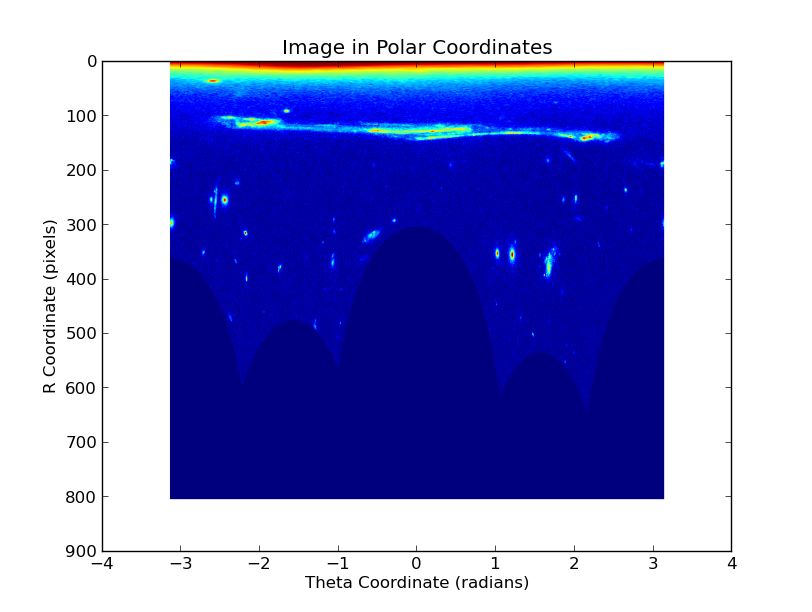 Image in Polar Coordinates
0
100
200
300
400
500
600
700
800
900
R Coordinate (pixels)
−4 −3 −2 −1 0 1 2 3 4
Theta Coordinate (radians)